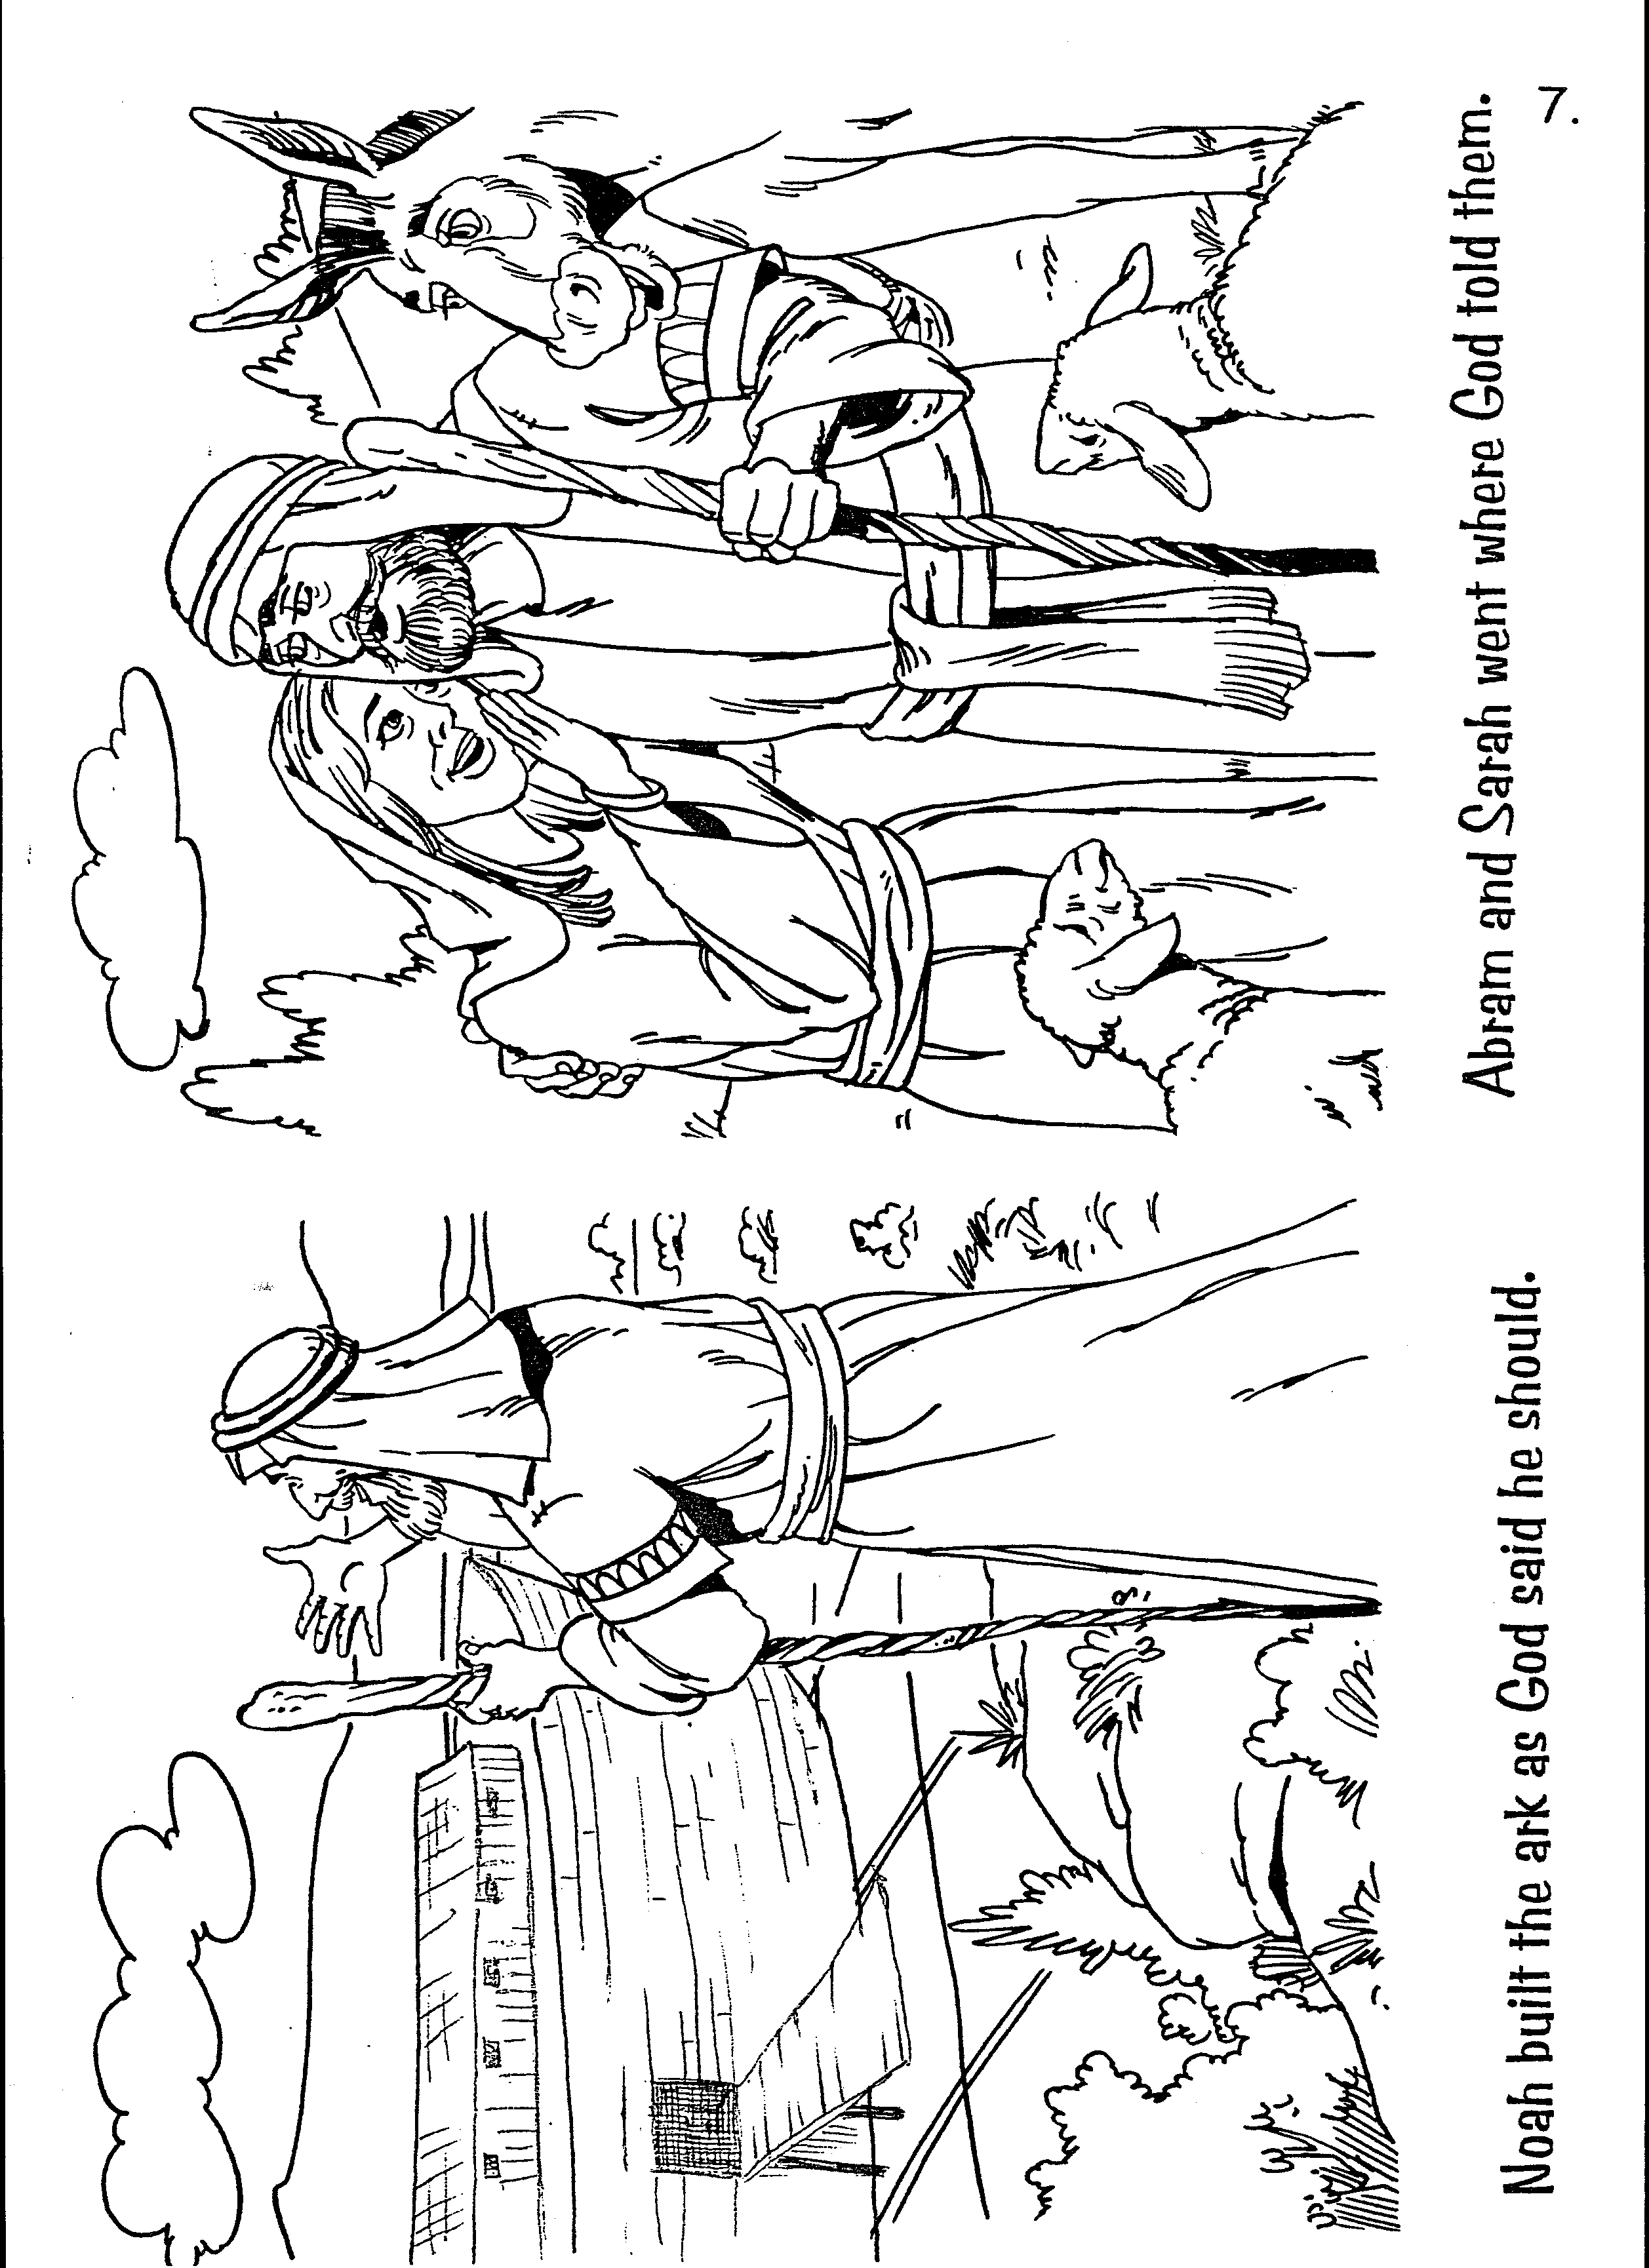 Noah built the ark as God said he should.
Abram and Sarah went where God told them.
7.